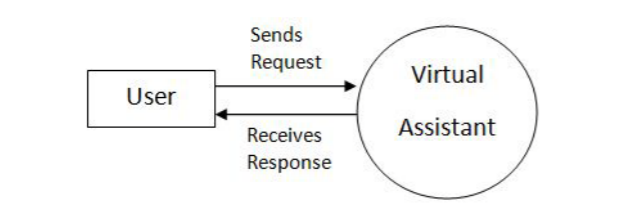 Sends
Request
User
Virtual
Assistant
Receives
Response